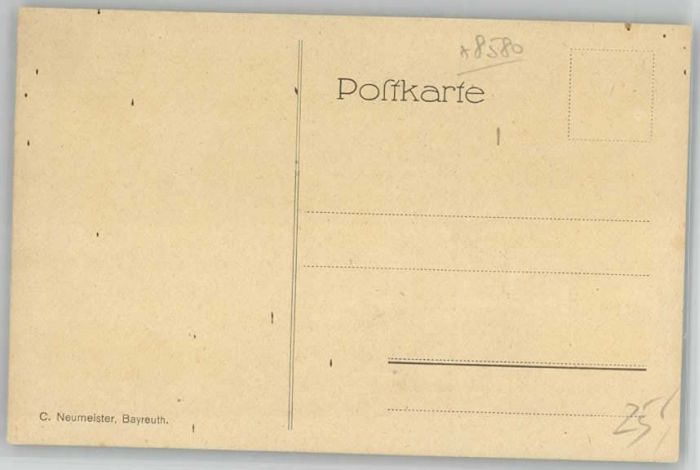 x8580
Poſtkarte
C. Neumeister, Bayreuth.
25,-